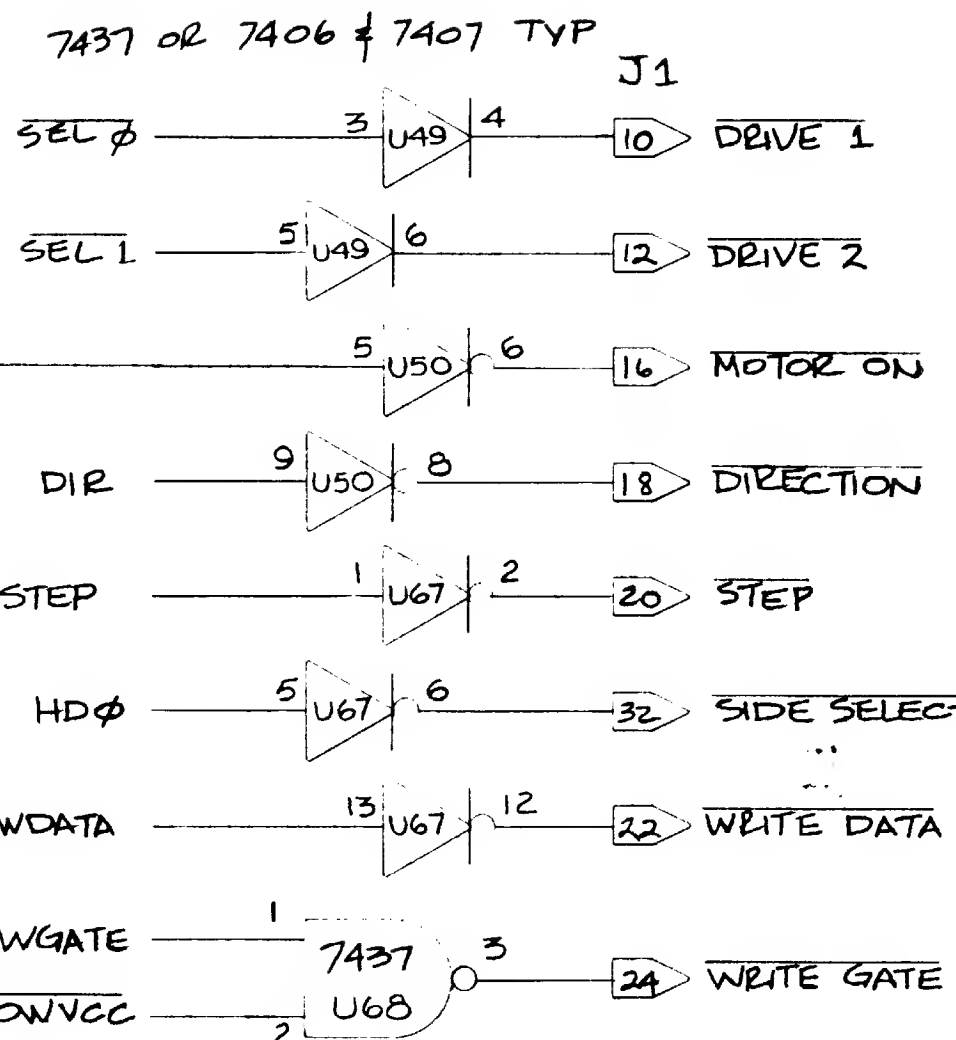 7437 OR 7406 & 7407 TYP
J1
SEL Ø 3 U49 4 10 DRIVE 1
SEL 1 5 U49 6 12 DRIVE 2
5 U50 6 16 MOTOR ON
DIR 9 U50 8 18 DIRECTION
STEP 1 U67 2 20 STEP
HDØ 5 U67 6 32 SIDE SELEC
WDATA 13 U67 12 22 WRITE DATA
WGATE 1 7437 U68 3 24 WRITE GATE
OWVCC 2